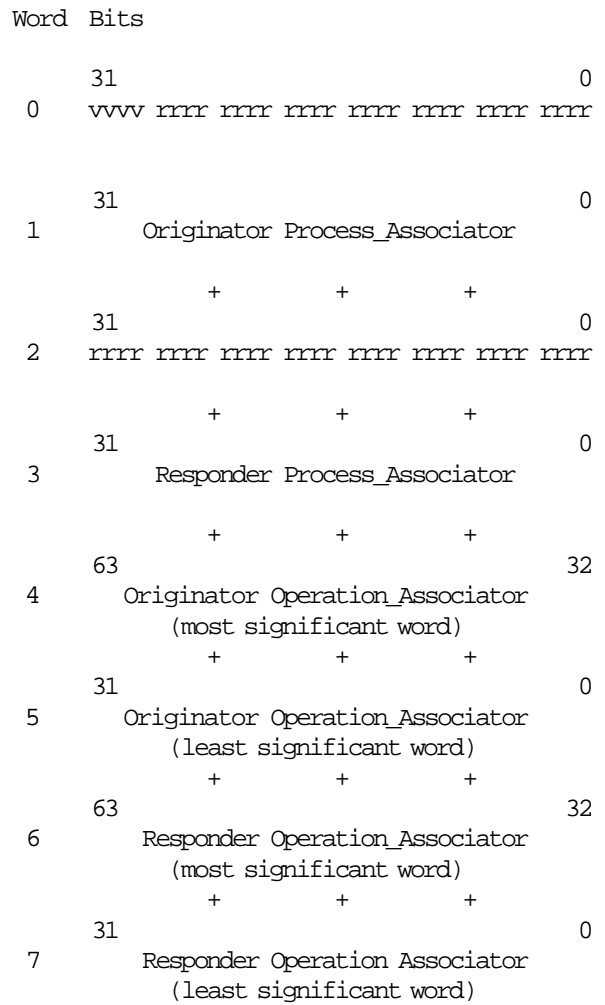 Word Bits
31 0
0 vvvv rrrr rrrr rrrr rrrr rrrr rrrr rrrr
31 0
1 Originator Process_Associator
+ + +
31 0
2 rrrr rrrr rrrr rrrr rrrr rrrr rrrr rrrr
+ + +
31 0
3 Responder Process_Associator
+ + +
63 32
4 Originator Operation_Associator
(most significant word)
+ + +
31 0
5 Originator Operation_Associator
(least significant word)
+ + +
63 32
6 Responder Operation_Associator
(most significant word)
+ + +
31 0
7 Responder Operation Associator
(least significant word)